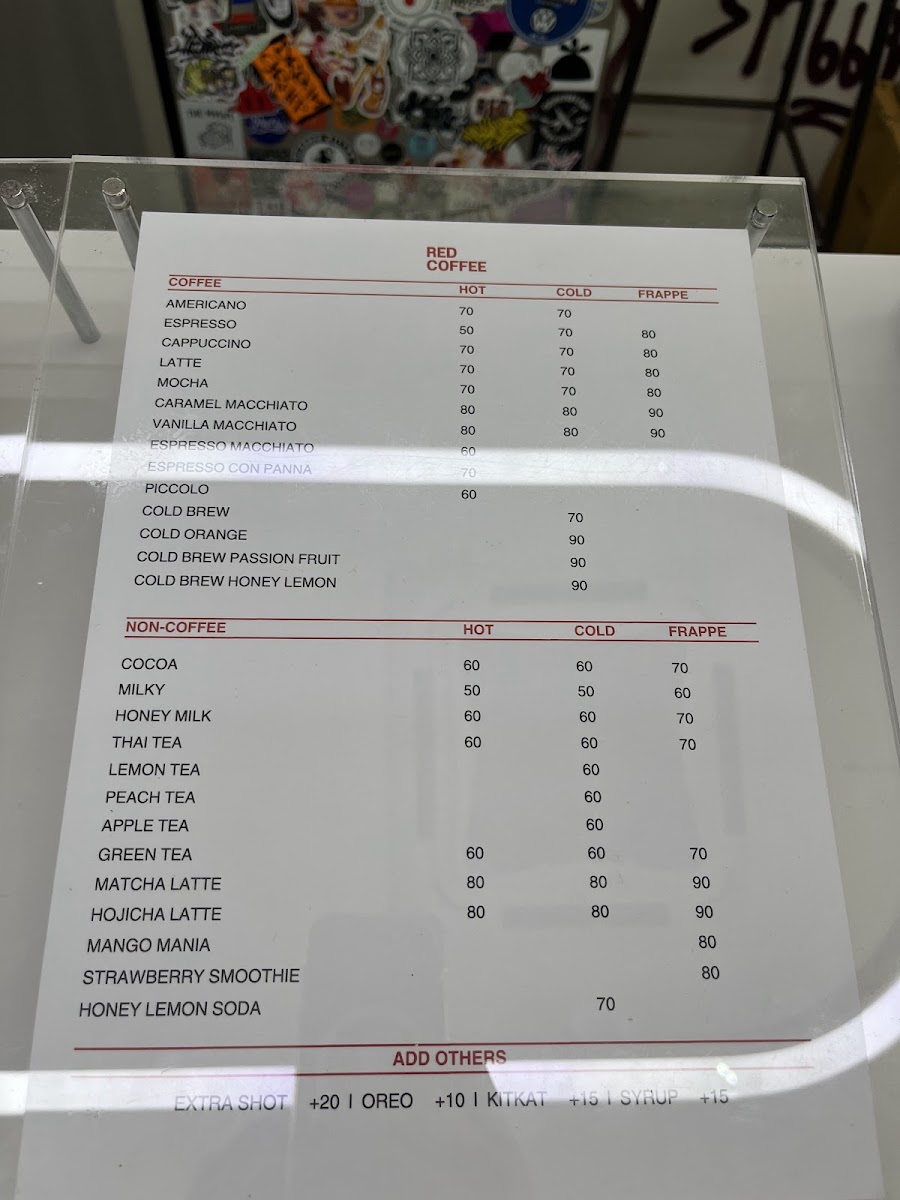 RED
COFFEE
COFFEE HOT COLD FRAPPE
AMERICANO 70 70
ESPRESSO 50 70 80
CAPPUCCINO 70 70 80
LATTE 70 70 80
MOCHA 70 70 80
CARAMEL MACCHIATO 80 80 90
VANILLA MACCHIATO 80 80 90
ESPRESSO MACCHIATO 60
ESPRESSO CON PANNA 70
PICCOLO 60
COLD BREW 70
COLD ORANGE 90
COLD BREW PASSION FRUIT 90
COLD BREW HONEY LEMON 90
NON-COFFEE HOT COLD FRAPPE
COCOA 60 60 70
MILKY 50 50 60
HONEY MILK 60 60 70
THAI TEA 60 60 70
LEMON TEA 60
PEACH TEA 60
APPLE TEA 60
GREEN TEA 60 60 70
MATCHA LATTE 80 80 90
HOJICHA LATTE 80 80 90
MANGO MANIA 80
STRAWBERRY SMOOTHIE 80
HONEY LEMON SODA 70
ADD OTHERS
EXTRA SHOT +20 I OREO +10 I KITKAT +15 I SYRUP +15